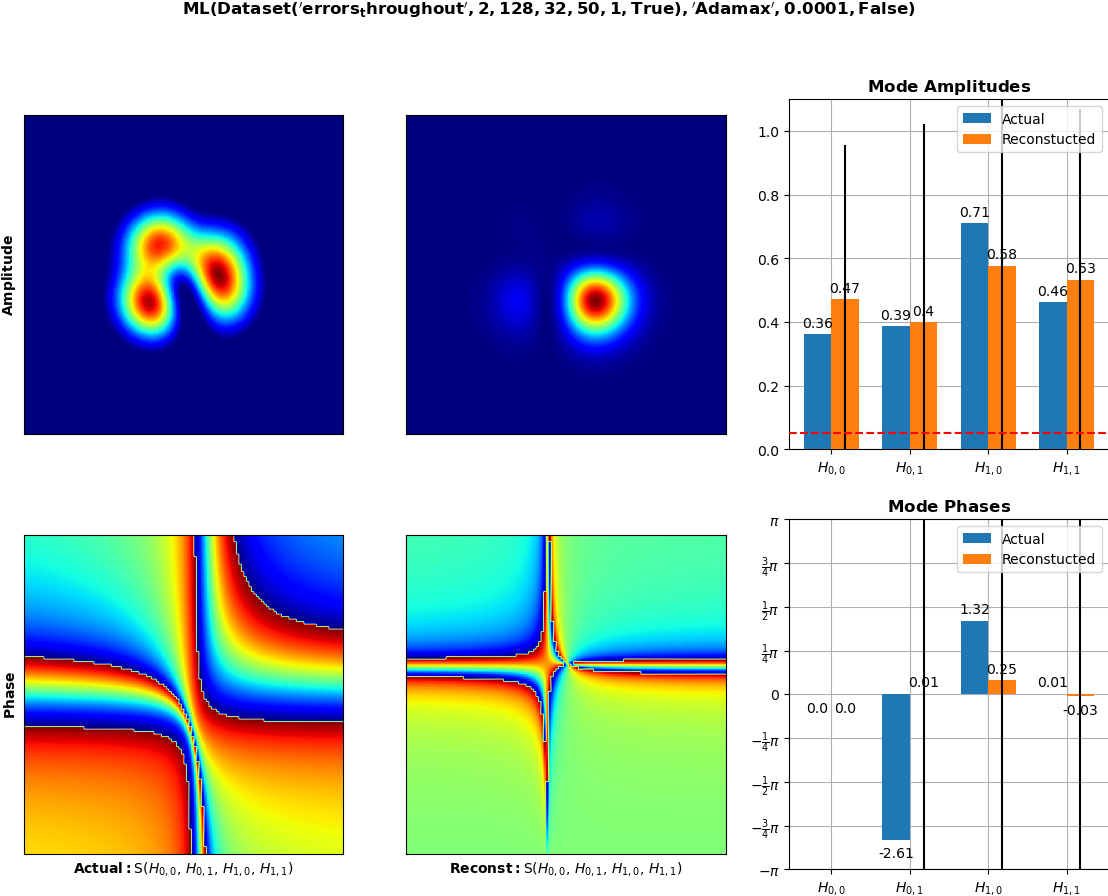 ML(Dataset('errors_throughout', 2, 128, 32, 50, 1, True), 'Adamax', 0.0001, False)
Amplitude
Mode Amplitudes
Actual
Reconstucted
1.0
0.8
0.6
0.4
0.2
0.0
0.36
0.47
0.39
0.4
0.71
0.58
0.46
0.53
H0,0
H0,1
H1,0
H1,1
Phase
Actual: S(H0,0, H0,1, H1,0, H1,1)
Reconst: S(H0,0, H0,1, H1,0, H1,1)
Mode Phases
Actual
Reconstucted
π
3/4π
1/2π
1/4π
0
−1/4π
−1/2π
−3/4π
−π
0.0
0.0
-2.61
0.01
1.32
0.25
0.01
-0.03
H0,0
H0,1
H1,0
H1,1